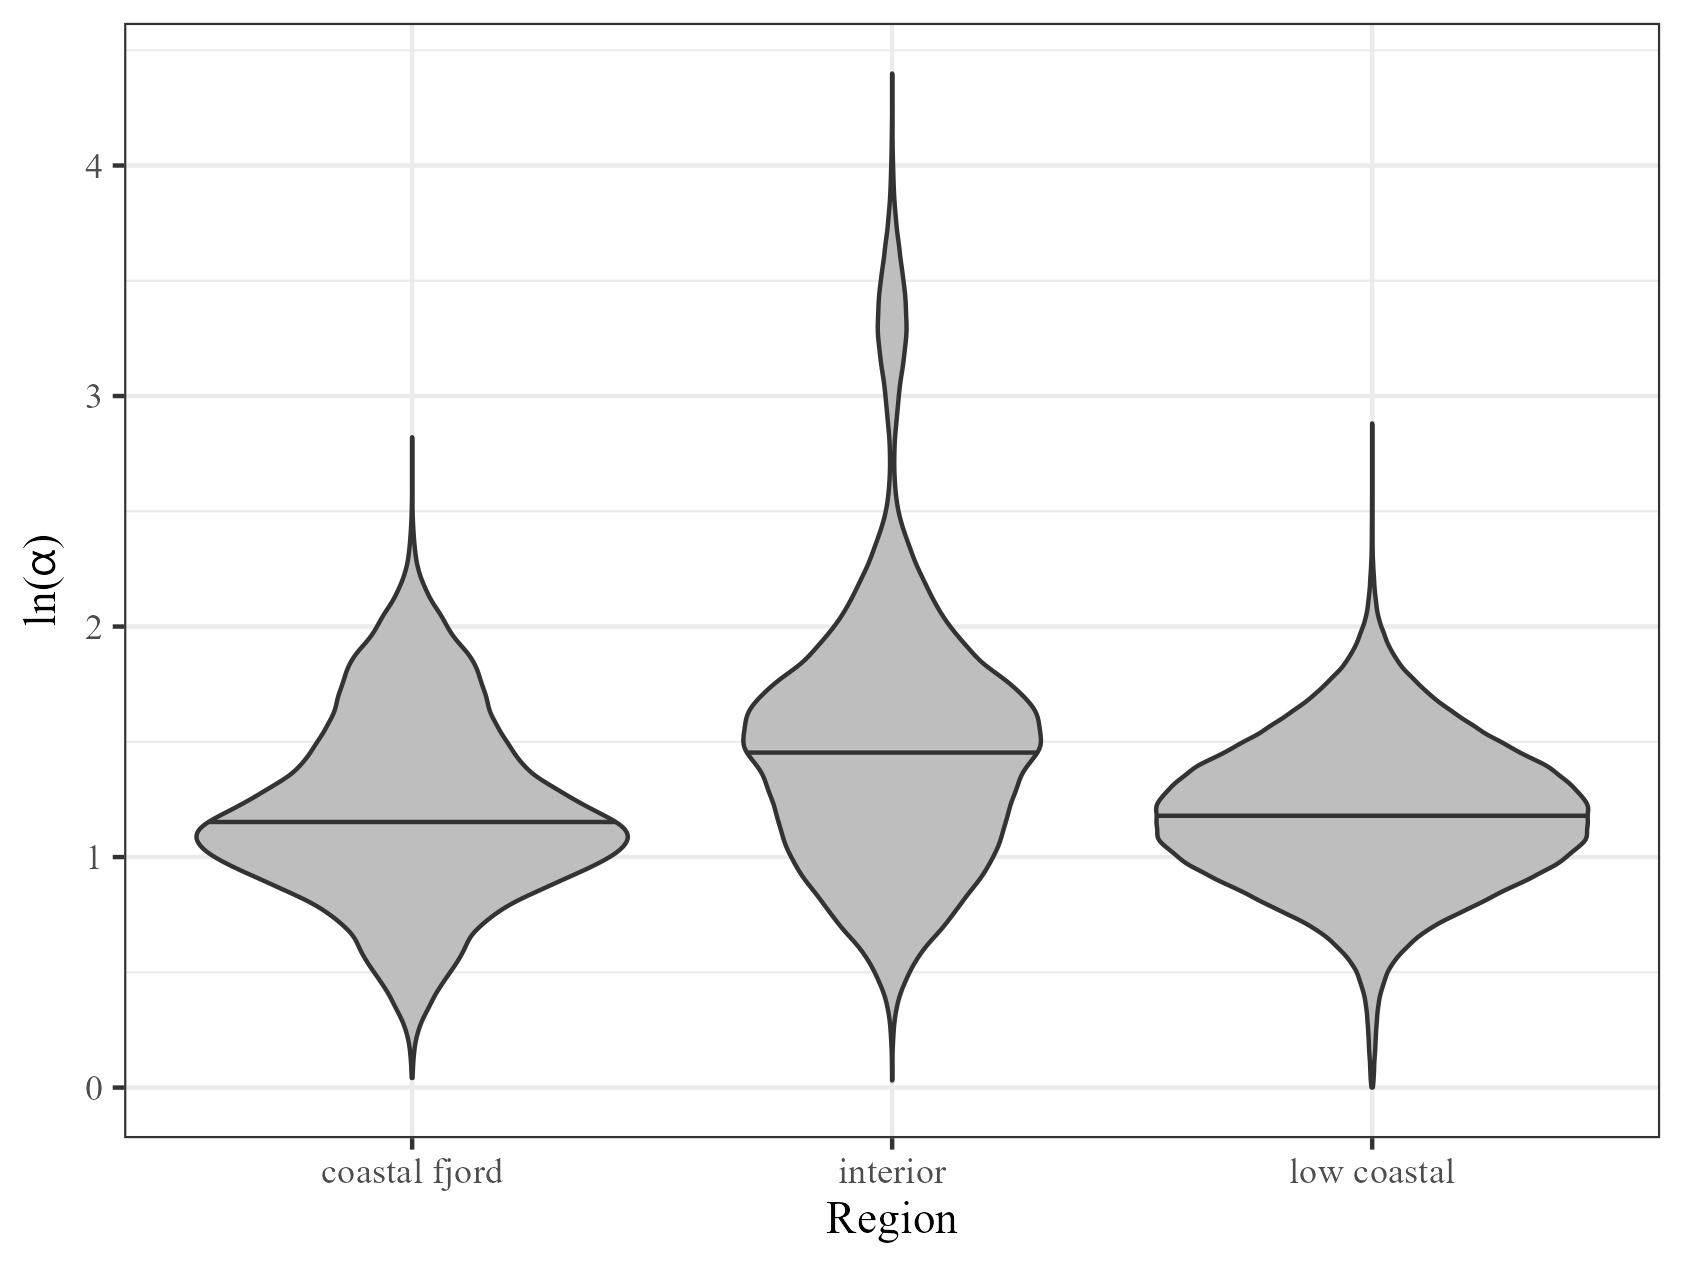 ln(α)
4
3
2
1
0
coastal fjord
interior
low coastal
Region